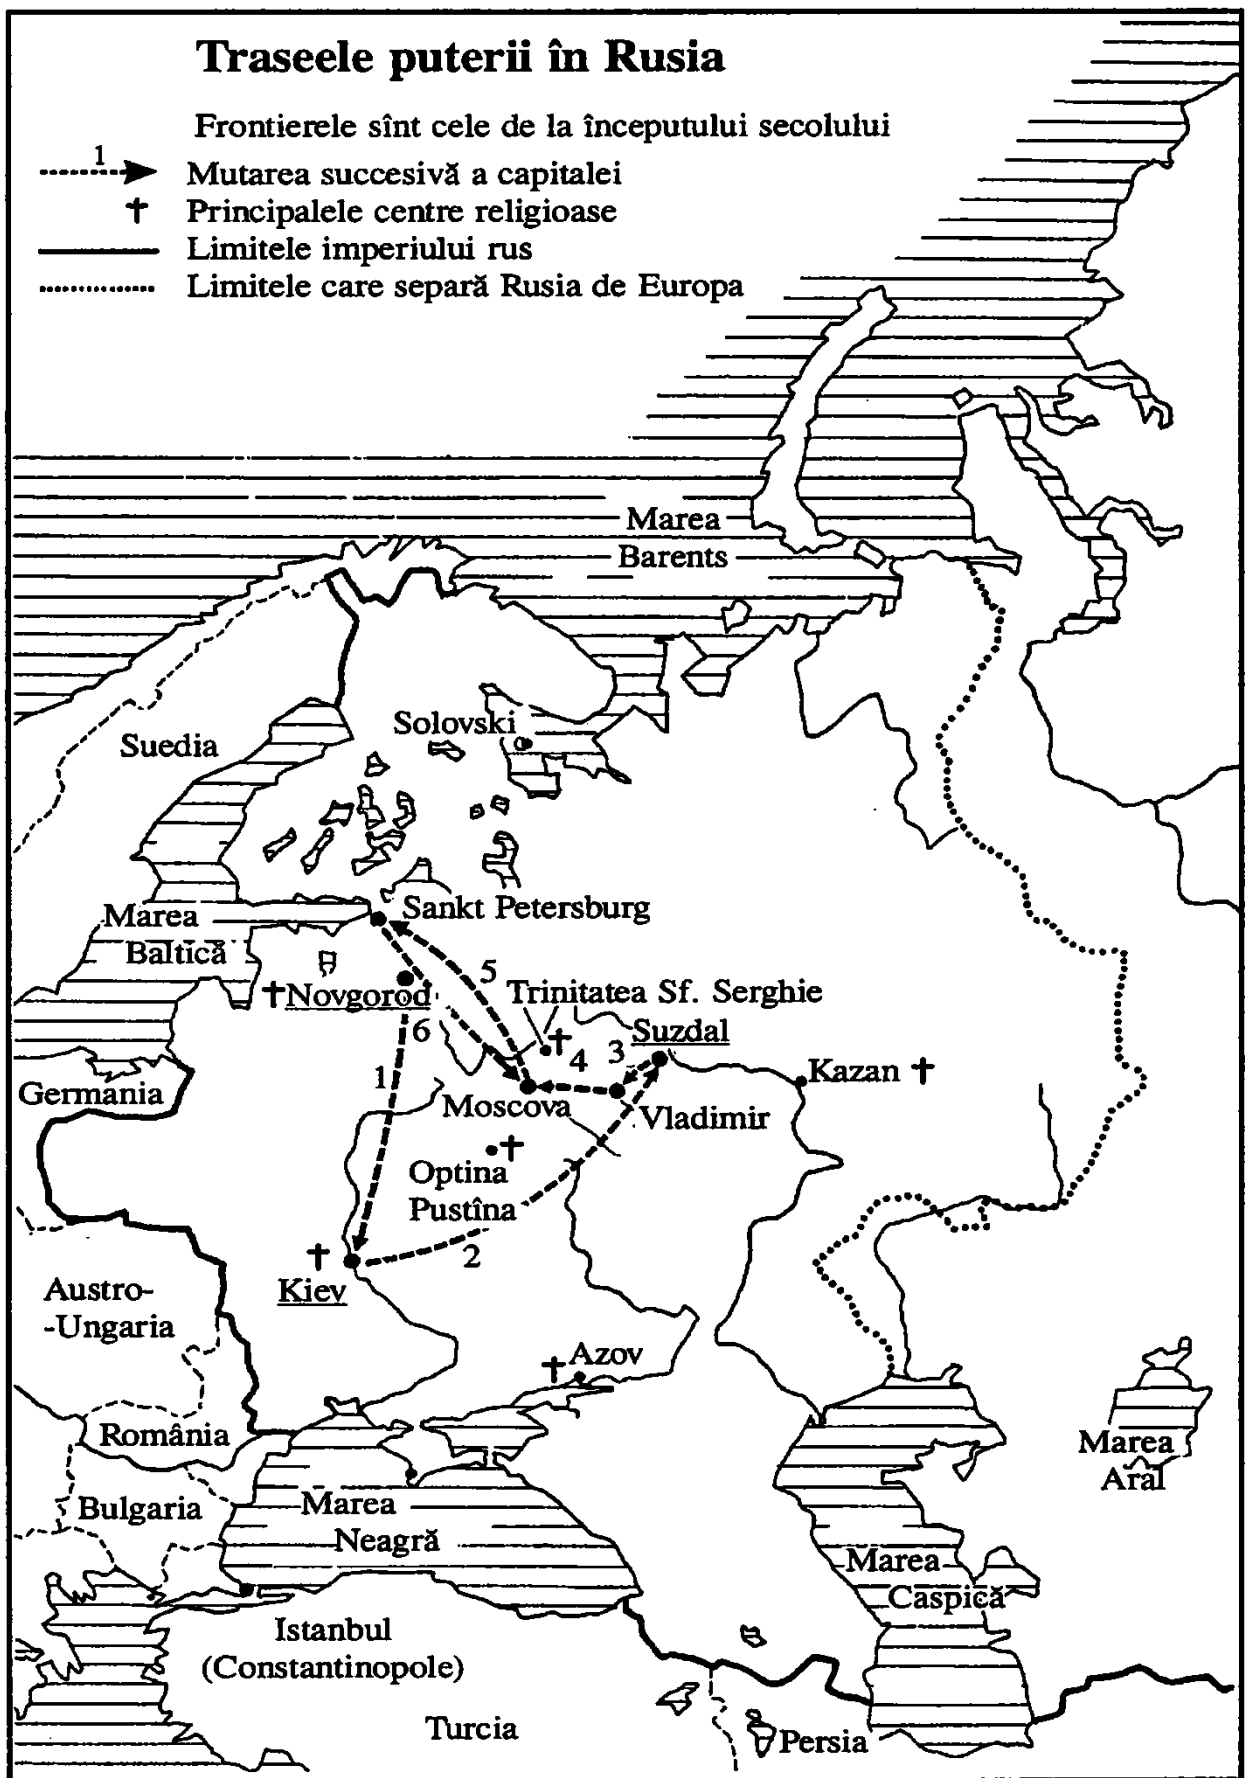 Traseele puterii în Rusia
Frontierele sînt cele de la începutului secolului
1
Mutarea succesivă a capitalei
Principalele centre religioase
Limitele imperiului rus
Limitele care separă Rusia de Europa
Marea
Barents
Solovski
Suedia
Sankt Petersburg
Marea
Baltică
5
Trinitatea Sf. Serghie
Novgorod
6
Suzdal
4
3
Kazan
Germania
1
Moscova
Vladimir
Optina
Pustîna
2
Kiev
Austro-
-Ungaria
Azov
România
Marea
Aral
Bulgaria
Marea
Neagră
Marea
Caspică
Istanbul
(Constantinopole)
Turcia
Persia